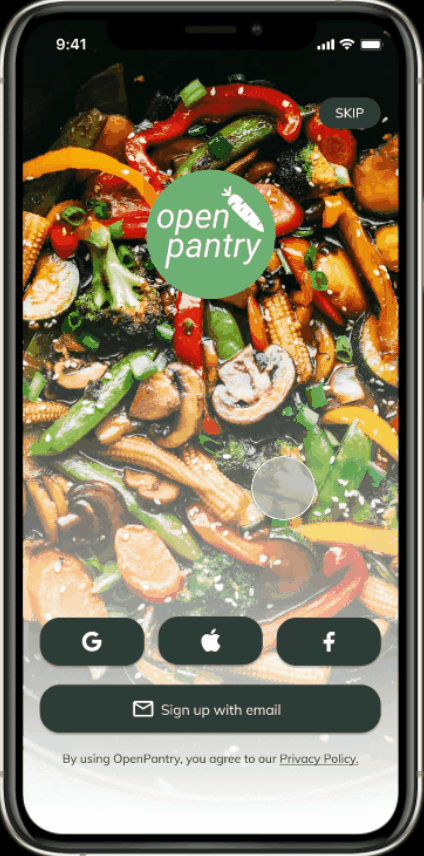 9:41
SKIP
open
pantry
G
f
Sign up with email
By using OpenPantry, you agree to our Privacy Policy.